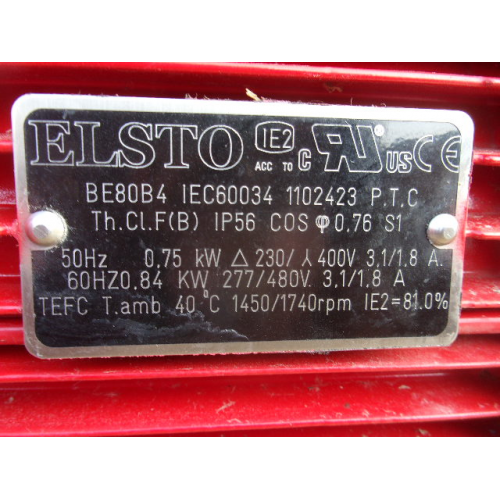 ELSTO IE2 ACC TO c RU US CE
BE80B4 IEC60034 1102423 P.T.C
Th.Cl.F(B) IP56 COS φ 0,76 S1
50Hz 0,75 kW △ 230/⅄ 400V 3,1/1,8 A.
60HZ0,84 KW 277/480V. 3,1/1,8 A
TEFC T.amb 40 °C 1450/1740rpm IE2=81.0%